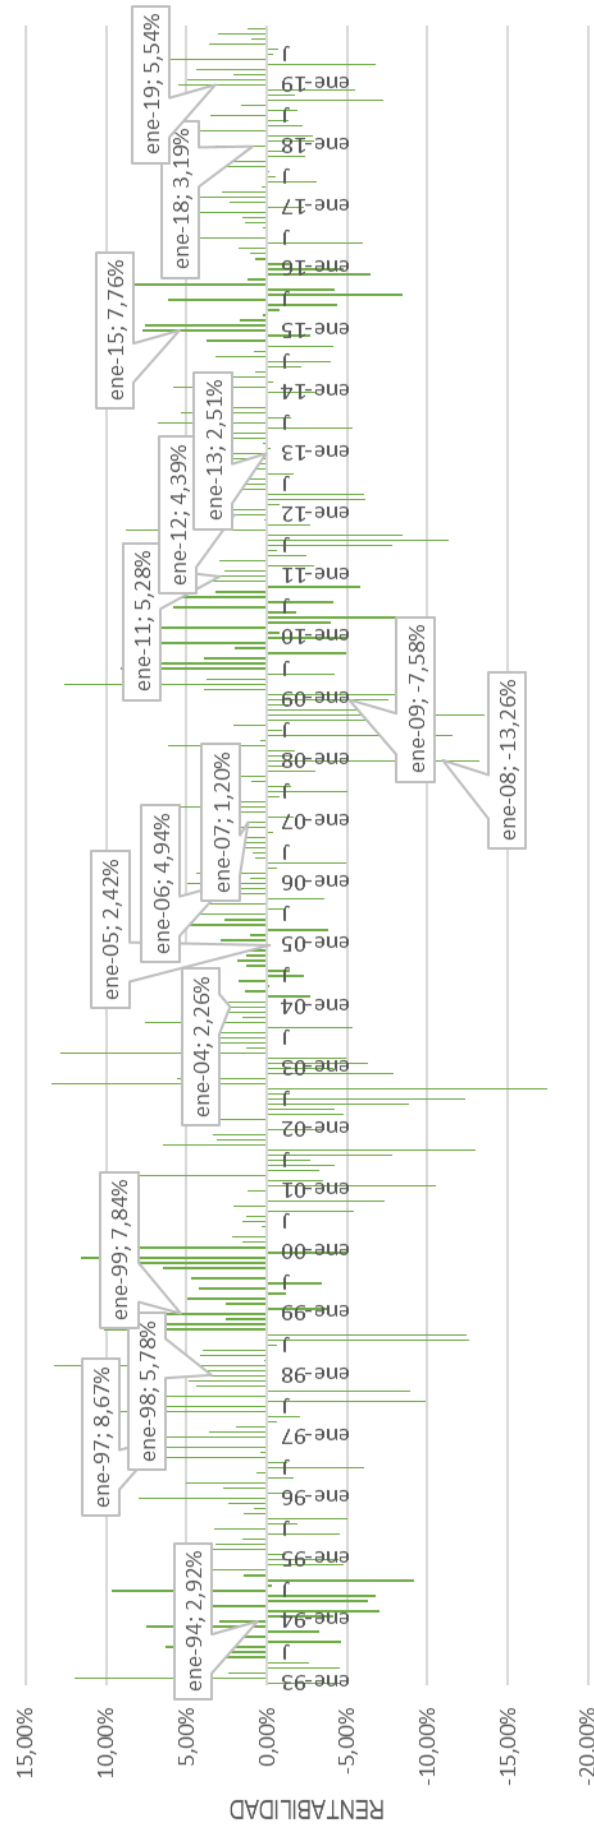 15,00%
10,00%
5,00%
0,00%
-5,00%
-10,00%
-15,00%
-20,00%
RENTABILIDAD
ene-93
J
ene-94
J
ene-95
J
ene-96
J
ene-97
J
ene-98
J
ene-99
J
ene-00
J
ene-01
J
ene-02
J
ene-03
J
ene-04
J
ene-05
J
ene-06
J
ene-07
J
ene-08
J
ene-09
J
ene-10
J
ene-11
J
ene-12
J
ene-13
J
ene-14
J
ene-15
J
ene-16
J
ene-17
J
ene-18
J
ene-19
J
ene-94; 2,92%
ene-97; 8,67%
ene-98; 5,78%
ene-99; 7,84%
ene-04; 2,26%
ene-05; 2,42%
ene-06; 4,94%
ene-07; 1,20%
ene-08; -13,26%
ene-09; -7,58%
ene-11; 5,28%
ene-12; 4,39%
ene-13; 2,51%
ene-15; 7,76%
ene-18; 3,19%
ene-19; 5,54%